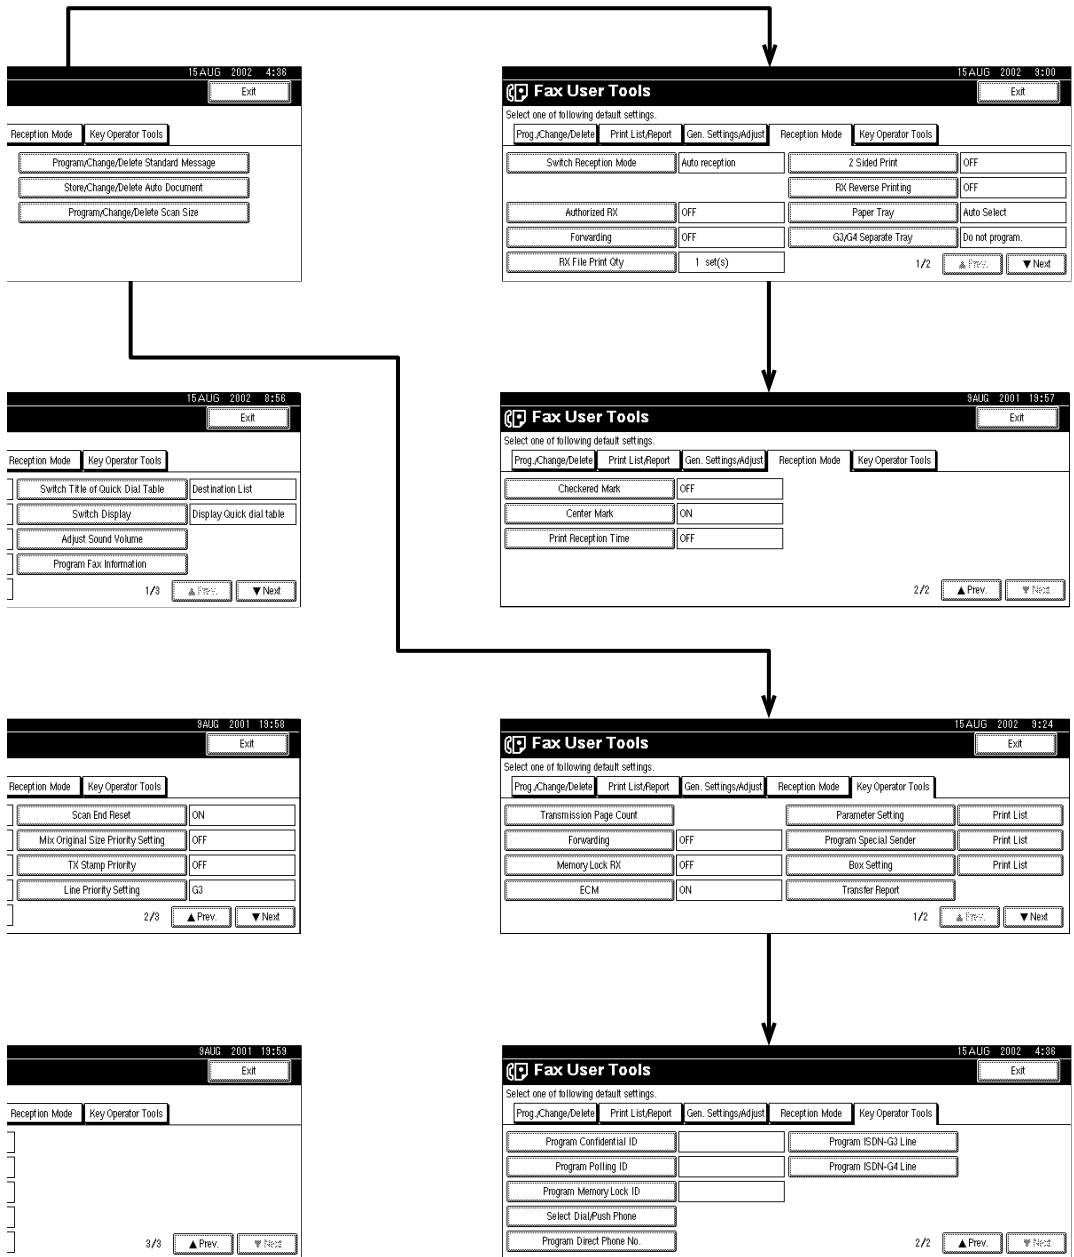 15 AUG 2002 4:36
Exit
Reception Mode Key Operator Tools
Program/Change/Delete Standard Message
Store/Change/Delete Auto Document
Program/Change/Delete Scan Size
15 AUG 2002 9:00
Fax User Tools Exit
Select one of following default settings.
Prog./Change/Delete Print List/Report Gen. Settings/Adjust Reception Mode Key Operator Tools
Switch Reception Mode Auto reception 2 Sided Print OFF
RX Reverse Printing OFF
Authorized RX OFF Paper Tray Auto Select
Forwarding OFF G3/G4 Separate Tray Do not program.
RX File Print Qty 1 set(s) 1/2 ▲ Prev. ▼ Next
15 AUG 2002 8:56
Exit
Reception Mode Key Operator Tools
Switch Title of Quick Dial Table Destination List
Switch Display Display Quick dial table
Adjust Sound Volume
Program Fax Information
1/3 ▲ Prev. ▼ Next
9AUG 2001 19:57
Fax User Tools Exit
Select one of following default settings.
Prog./Change/Delete Print List/Report Gen. Settings/Adjust Reception Mode Key Operator Tools
Checkered Mark OFF
Center Mark ON
Print Reception Time OFF
2/2 ▲ Prev. ▼ Next
9AUG 2001 19:58
Exit
Reception Mode Key Operator Tools
Scan End Reset ON
Mix Original Size Priority Setting OFF
TX Stamp Priority OFF
Line Priority Setting G3
2/3 ▲ Prev. ▼ Next
15 AUG 2002 9:24
Fax User Tools Exit
Select one of following default settings.
Prog./Change/Delete Print List/Report Gen. Settings/Adjust Reception Mode Key Operator Tools
Transmission Page Count Parameter Setting Print List
Forwarding OFF Program Special Sender Print List
Memory Lock RX OFF Box Setting Print List
ECM ON Transfer Report
1/2 ▲ Prev. ▼ Next
9AUG 2001 19:59
Exit
Reception Mode Key Operator Tools
3/3 ▲ Prev. ▼ Next
15 AUG 2002 4:36
Fax User Tools Exit
Select one of following default settings.
Prog./Change/Delete Print List/Report Gen. Settings/Adjust Reception Mode Key Operator Tools
Program Confidential ID Program ISDN-G3 Line
Program Polling ID Program ISDN-G4 Line
Program Memory Lock ID
Select Dial/Push Phone
Program Direct Phone No. 2/2 ▲ Prev. ▼ Next